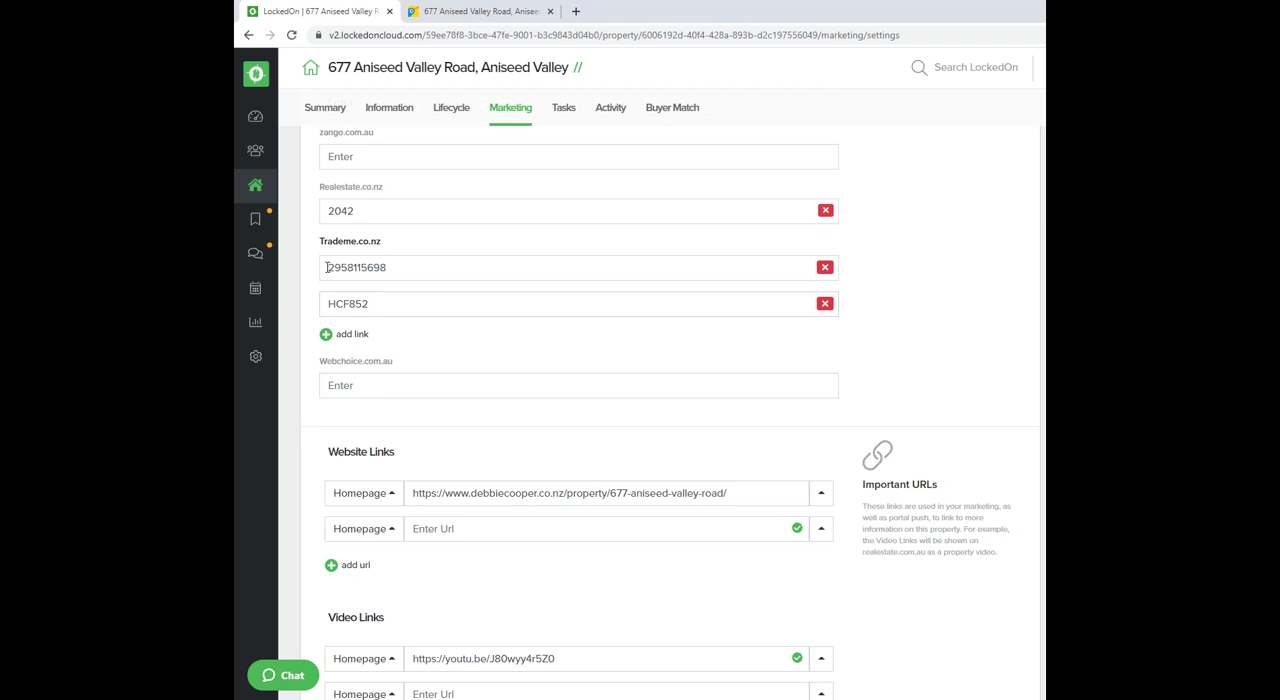 LockedOn | 677 Aniseed Valley R
677 Aniseed Valley Road, Anisee
v2.lockedoncloud.com/59ee78f8-3bce-47fe-9001-b3c9843d04b0/property/6006192d-40f4-428a-893b-d2c197556049/marketing/settings
677 Aniseed Valley Road, Aniseed Valley //
Search LockedOn
Summary Information Lifecycle Marketing Tasks Activity Buyer Match
zango.com.au
Enter
Realestate.co.nz
2042
Trademe.co.nz
2958115698
HCF852
add link
Webchoice.com.au
Enter
Website Links
Homepage https://www.debbiecooper.co.nz/property/677-aniseed-valley-road/
Homepage Enter Url
add url
Important URLs
These links are used in your marketing, as
well as portal push, to link to more
information on this property. For example,
the Video Links will be shown on
realestate.com.au as a property video.
Video Links
Homepage https://youtu.be/J80wyy4r5Z0
Homepage Enter Url
Chat